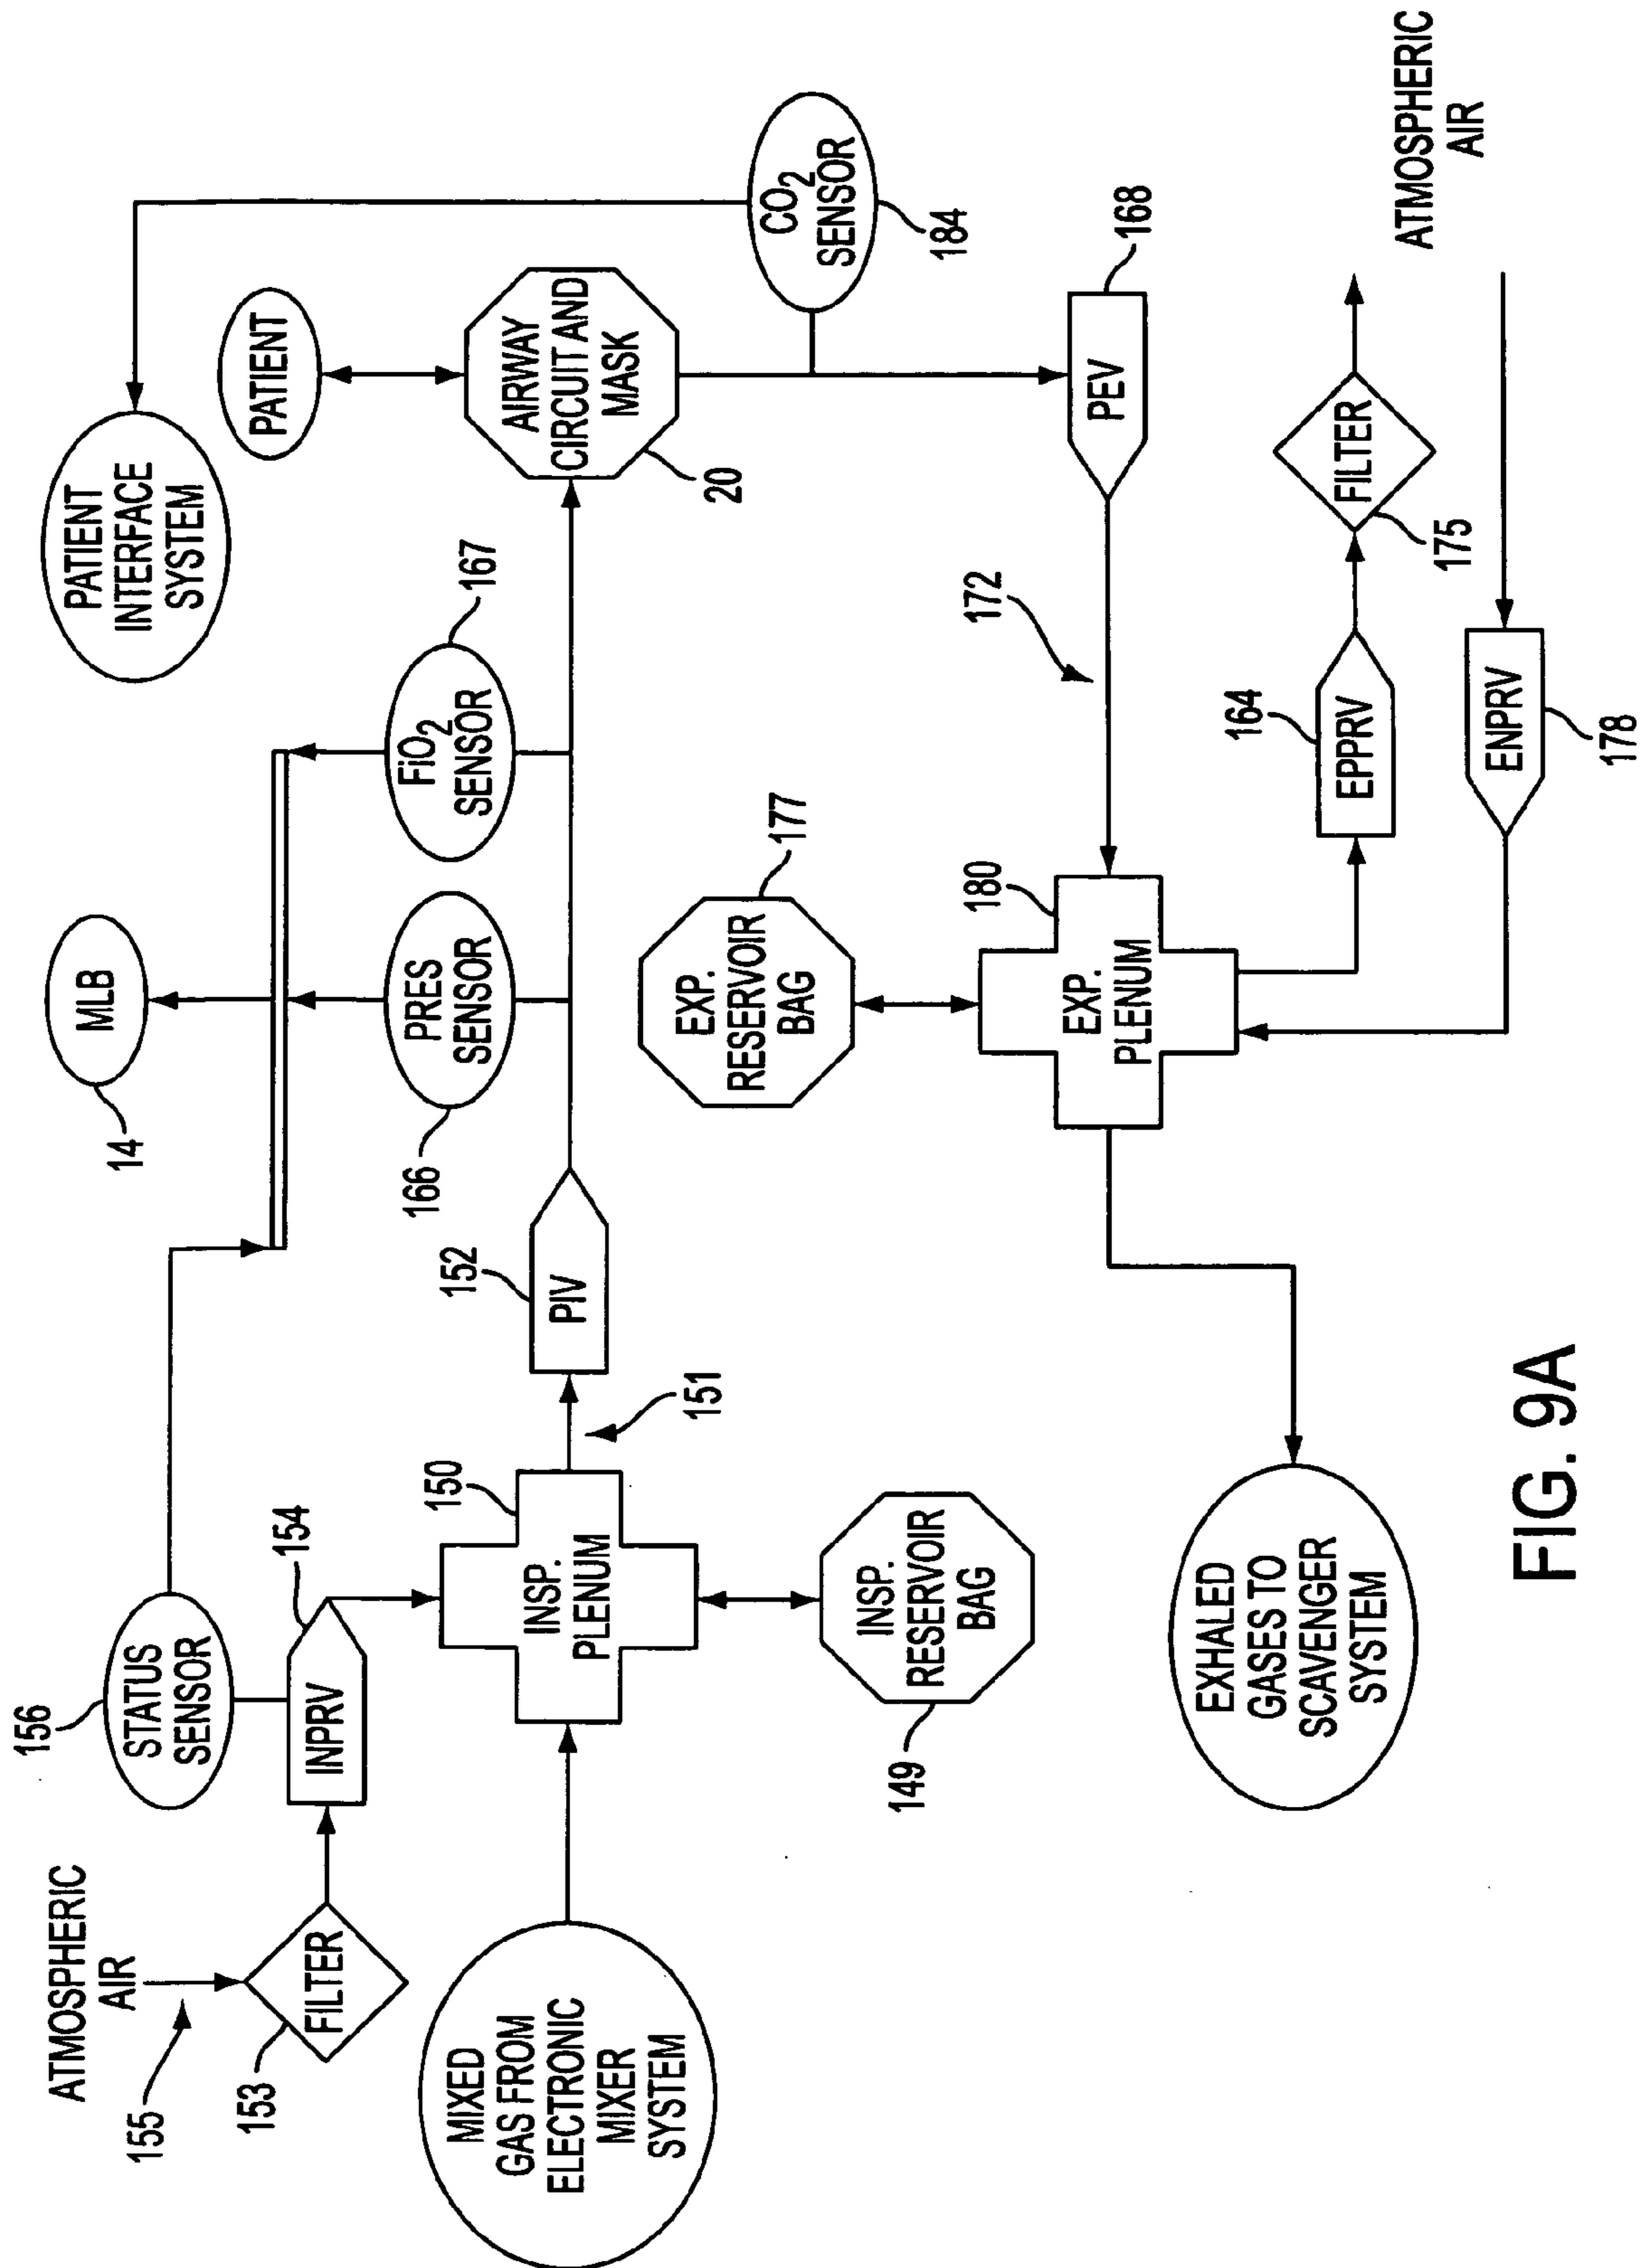 ATMOSPHERIC
AIR
155
FILTER
153
156
STATUS
SENSOR
INPRV
154
MIXED
GAS FROM
ELECTRONIC
MIXER
SYSTEM
INSP.
PLENUM
150
INSP.
RESERVOIR
BAG
149
151
PIV
152
MLB
14
PRES
SENSOR
166
FiO2
SENSOR
167
PATIENT
INTERFACE
SYSTEM
PATIENT
AIRWAY
CIRCUIT AND
MASK
20
CO2
SENSOR
184
PEV
168
172
EXP.
RESERVOIR
BAG
177
EXP.
PLENUM
180
EPPRV
164
FILTER
175
ATMOSPHERIC
AIR
ENPRV
178
EXHALED
GASES TO
SCAVENGER
SYSTEM
FIG. 9A